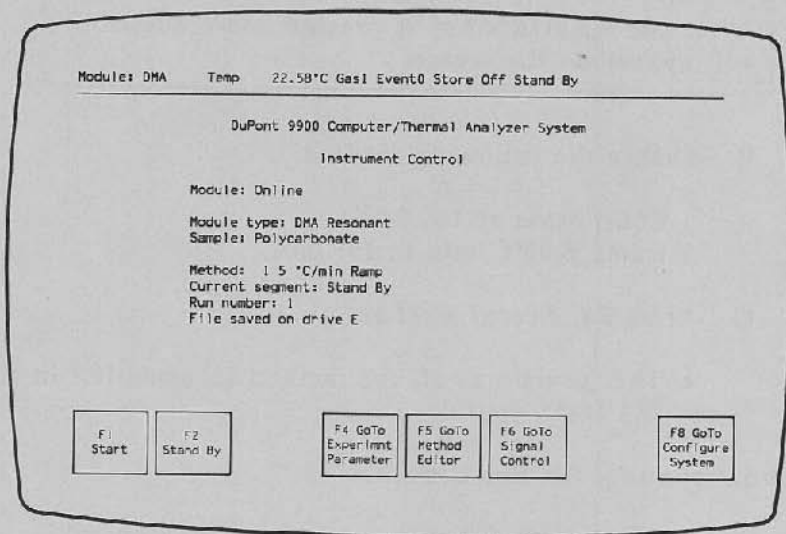 Module: DMA Temp 22.58°C Gas1 Event0 Store Off Stand By
DuPont 9900 Computer/Thermal Analyzer System
Instrument Control
Module: Online
Module type: DMA Resonant
Sample: Polycarbonate
Method: 1 5 °C/min Ramp
Current segment: Stand By
Run number: 1
File saved on drive E
F1
Start
F2
Stand By
F4 GoTo
Experimnt
Parameter
F5 GoTo
Method
Editor
F6 GoTo
Signal
Control
F8 GoTo
Configure
System